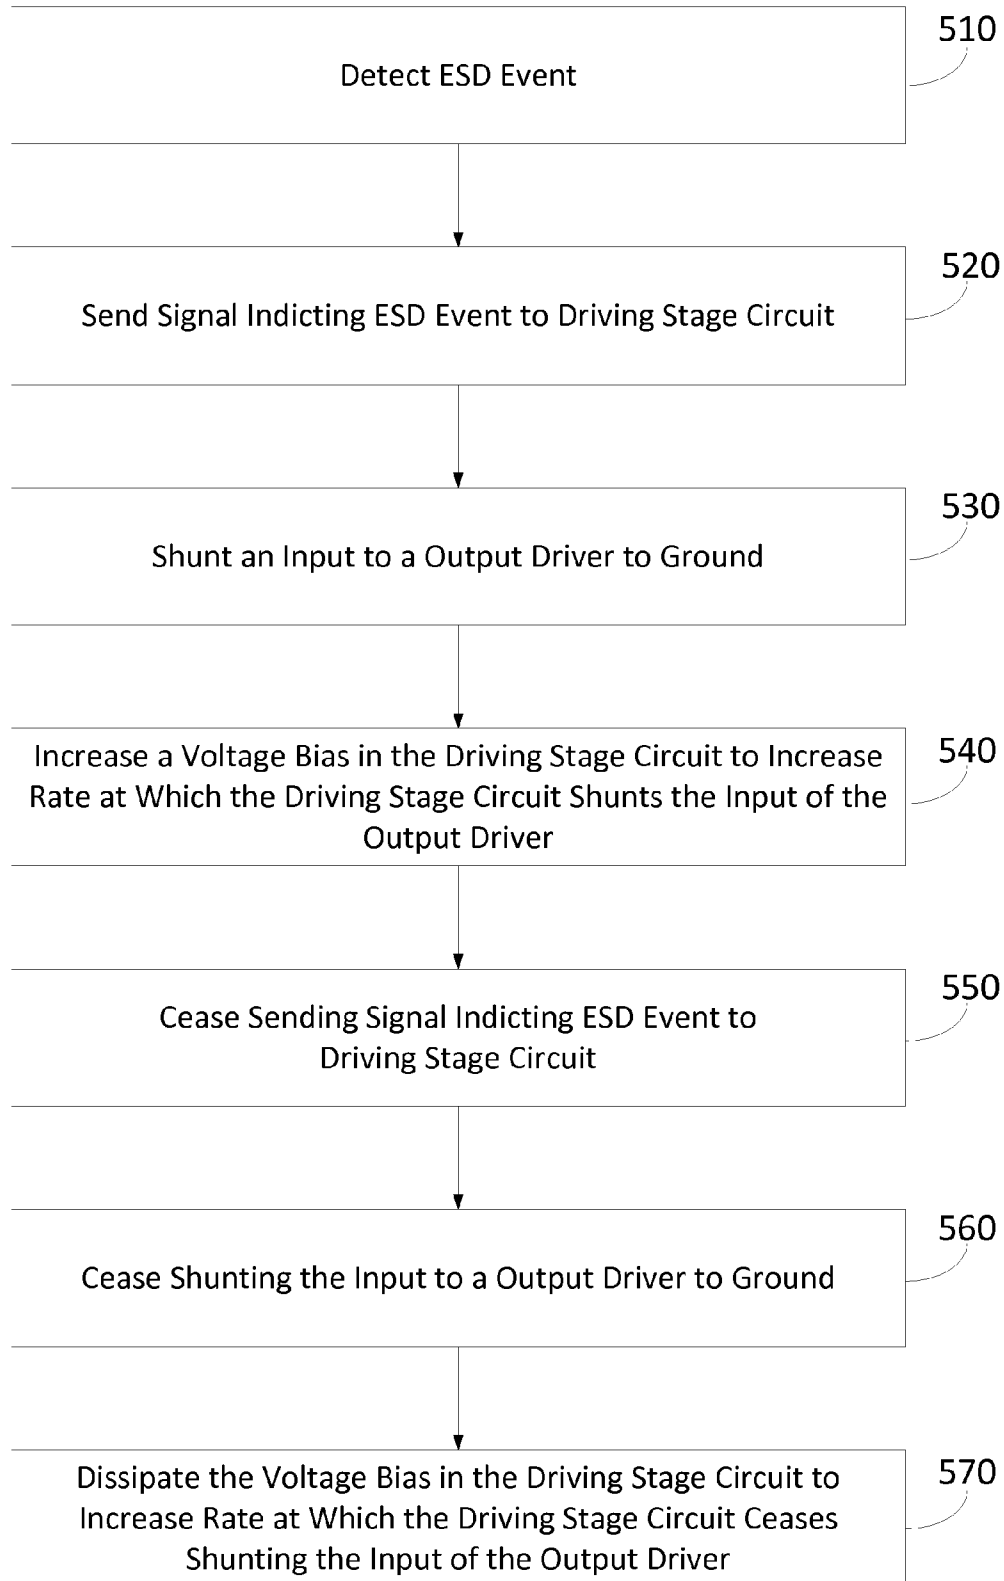 510
Detect ESD Event
520
Send Signal Indicting ESD Event to Driving Stage Circuit
530
Shunt an Input to a Output Driver to Ground
540
Increase a Voltage Bias in the Driving Stage Circuit to Increase
Rate at Which the Driving Stage Circuit Shunts the Input of the
Output Driver
550
Cease Sending Signal Indicting ESD Event to
Driving Stage Circuit
560
Cease Shunting the Input to a Output Driver to Ground
570
Dissipate the Voltage Bias in the Driving Stage Circuit to
Increase Rate at Which the Driving Stage Circuit Ceases
Shunting the Input of the Output Driver